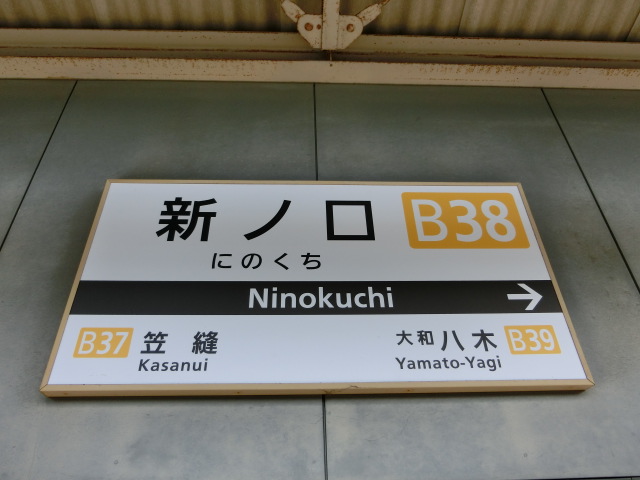 新ノ口 B38
にのくち
Ninokuchi →
B37 笠縫 大和八木 B39
Kasanui Yamato-Yagi